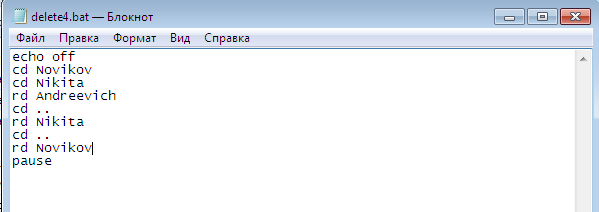 delete4.bat — Блокнот
Файл Правка Формат Вид Справка
echo off
cd Novikov
cd Nikita
rd Andreevich
cd ..
rd Nikita
cd ..
rd Novikov
pause